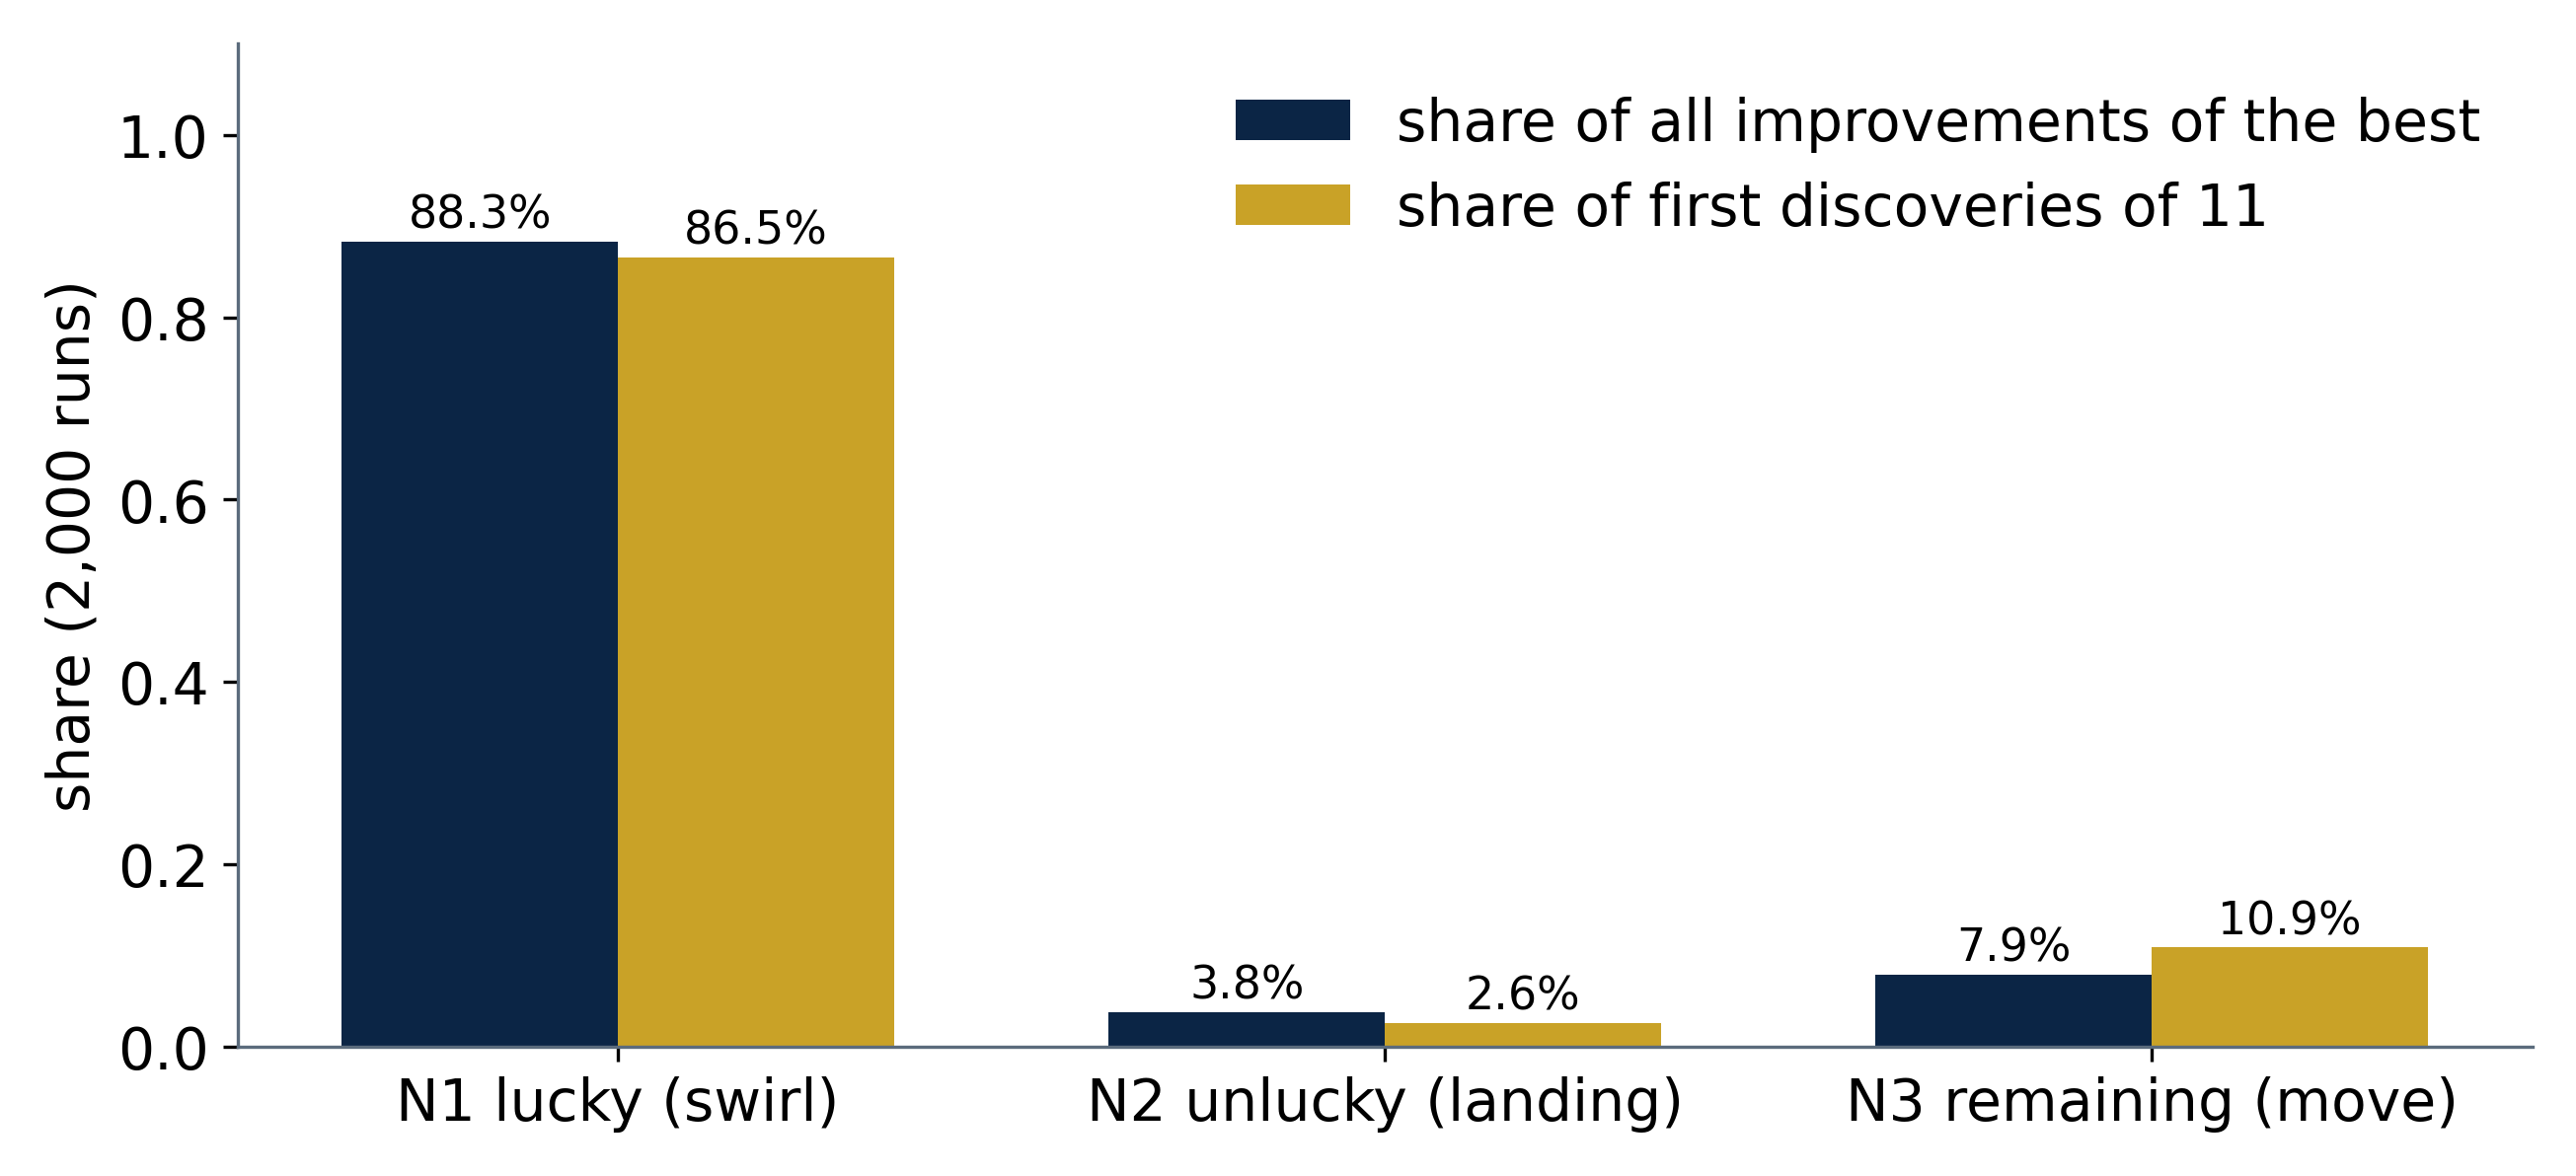 share of all improvements of the best
share of first discoveries of 11
share (2,000 runs)
1.0
0.8
0.6
0.4
0.2
0.0
88.3%
86.5%
3.8%
2.6%
7.9%
10.9%
N1 lucky (swirl)
N2 unlucky (landing)
N3 remaining (move)